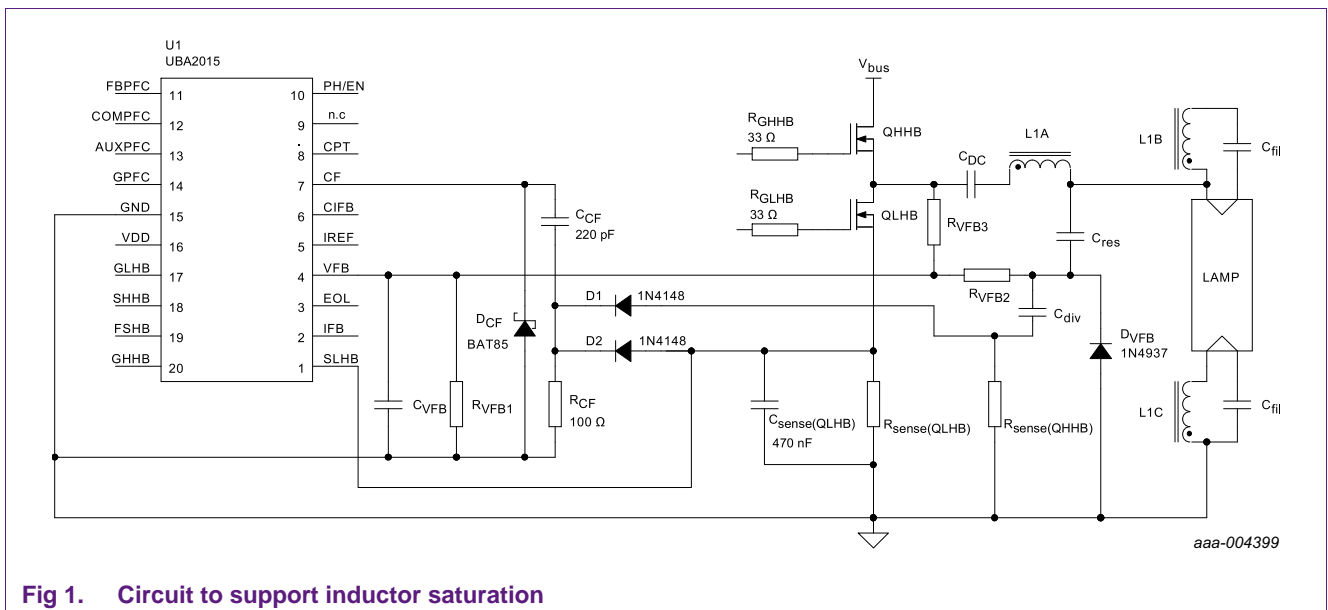 U1
UBA2015
FBPFC 11 10 PH/EN
COMPFC 12 9 n.c
AUXPFC 13 8 CPT
GPFC 14 7 CF
GND 15 6 CIFB
VDD 16 5 IREF
GLHB 17 4 VFB
SHHB 18 3 EOL
FSHB 19 2 IFB
GHHB 20 1 SLHB
CCF
220 pF
DCF
BAT85
D1 1N4148
D2 1N4148
CVFB
RVFB1
RCF
100 Ω
Vbus
RGHHB
33 Ω
QHHB
RGLHB
33 Ω
QLHB
CDC
L1A
RVFB3
RVFB2
Cres
Cdiv
DVFB
1N4937
Csense(QLHB)
470 nF
Rsense(QLHB)
Rsense(QHHB)
L1B
Cfil
LAMP
L1C
Cfil
aaa-004399
Fig 1. Circuit to support inductor saturation